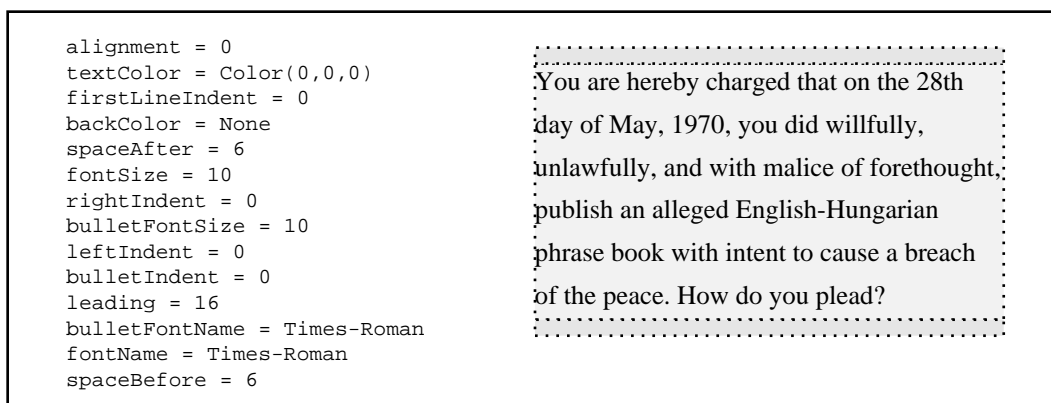 alignment = 0
textColor = Color(0,0,0)
firstLineIndent = 0
backColor = None
spaceAfter = 6
fontSize = 10
rightIndent = 0
bulletFontSize = 10
leftIndent = 0
bulletIndent = 0
leading = 16
bulletFontName = Times-Roman
fontName = Times-Roman
spaceBefore = 6
You are hereby charged that on the 28th
day of May, 1970, you did willfully,
unlawfully, and with malice of forethought,
publish an alleged English-Hungarian
phrase book with intent to cause a breach
of the peace. How do you plead?